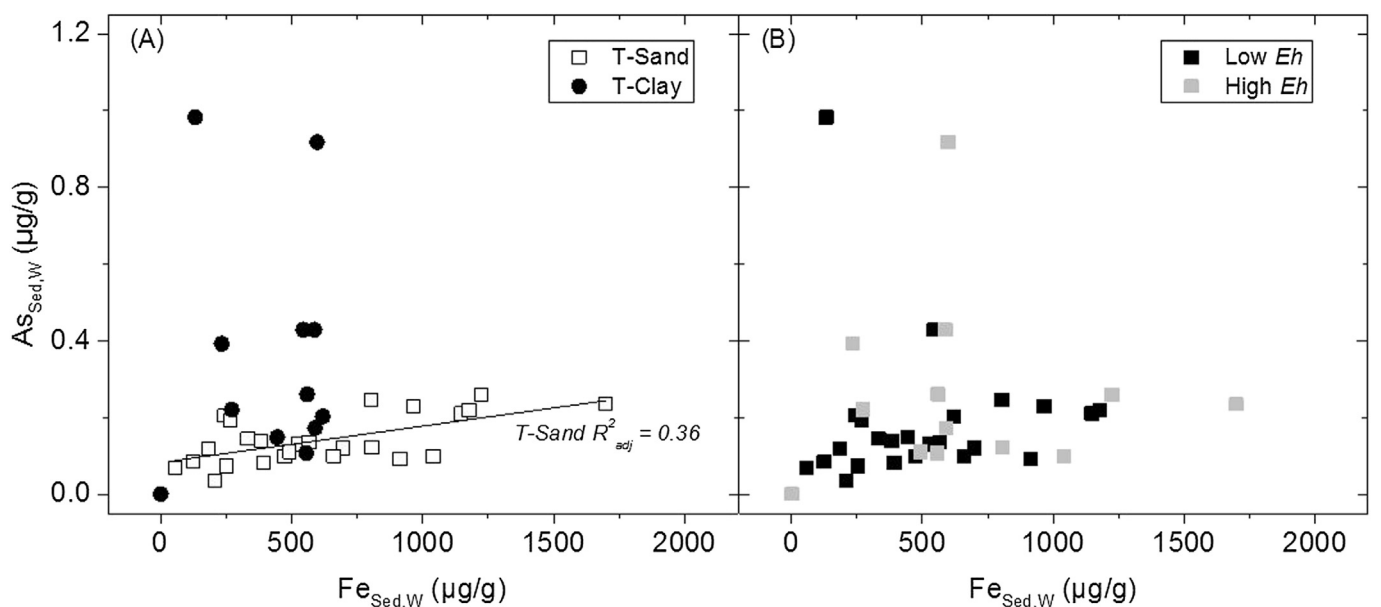 (A)
T-Sand
T-Clay
(B)
Low Eh
High Eh
1.2
0.8
0.4
0.0
As_Sed,W (µg/g)
T-Sand R²adj = 0.36
0 500 1000 1500 2000
0 500 1000 1500 2000
Fe_Sed,W (µg/g)
Fe_Sed,W (µg/g)